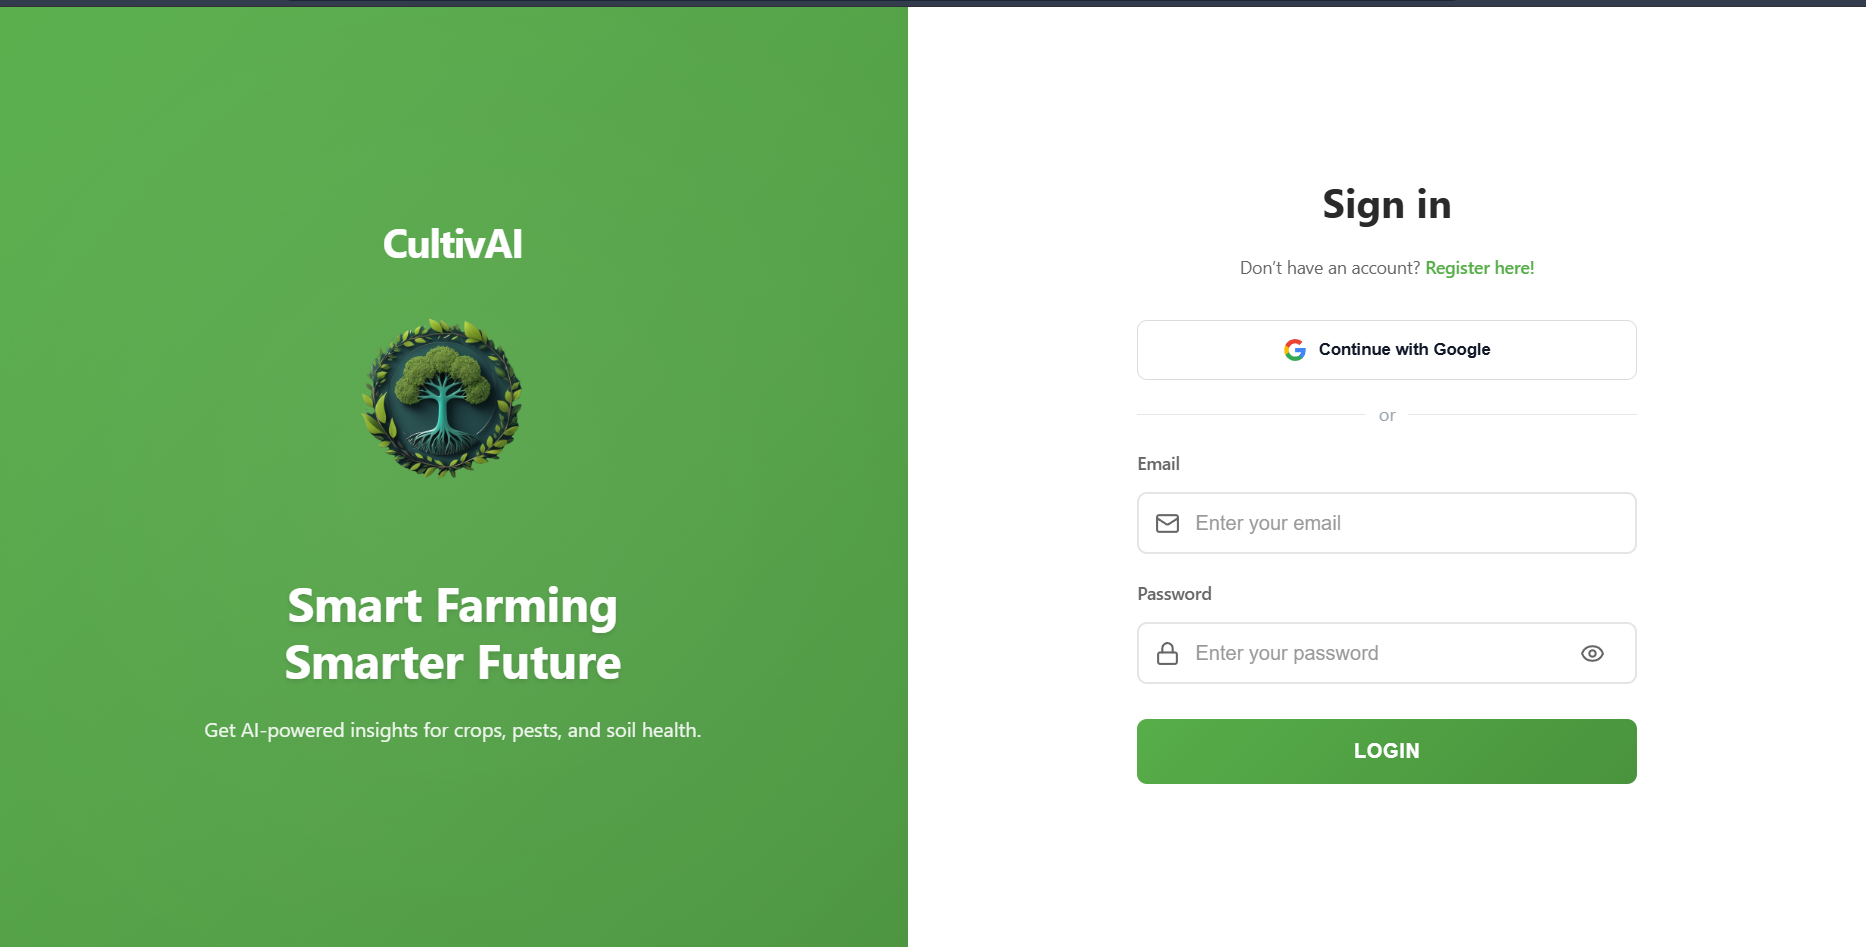 CultivAI
Smart Farming
Smarter Future
Get AI-powered insights for crops, pests, and soil health.
Sign in
Don’t have an account? Register here!
Continue with Google
or
Email
Enter your email
Password
Enter your password
LOGIN